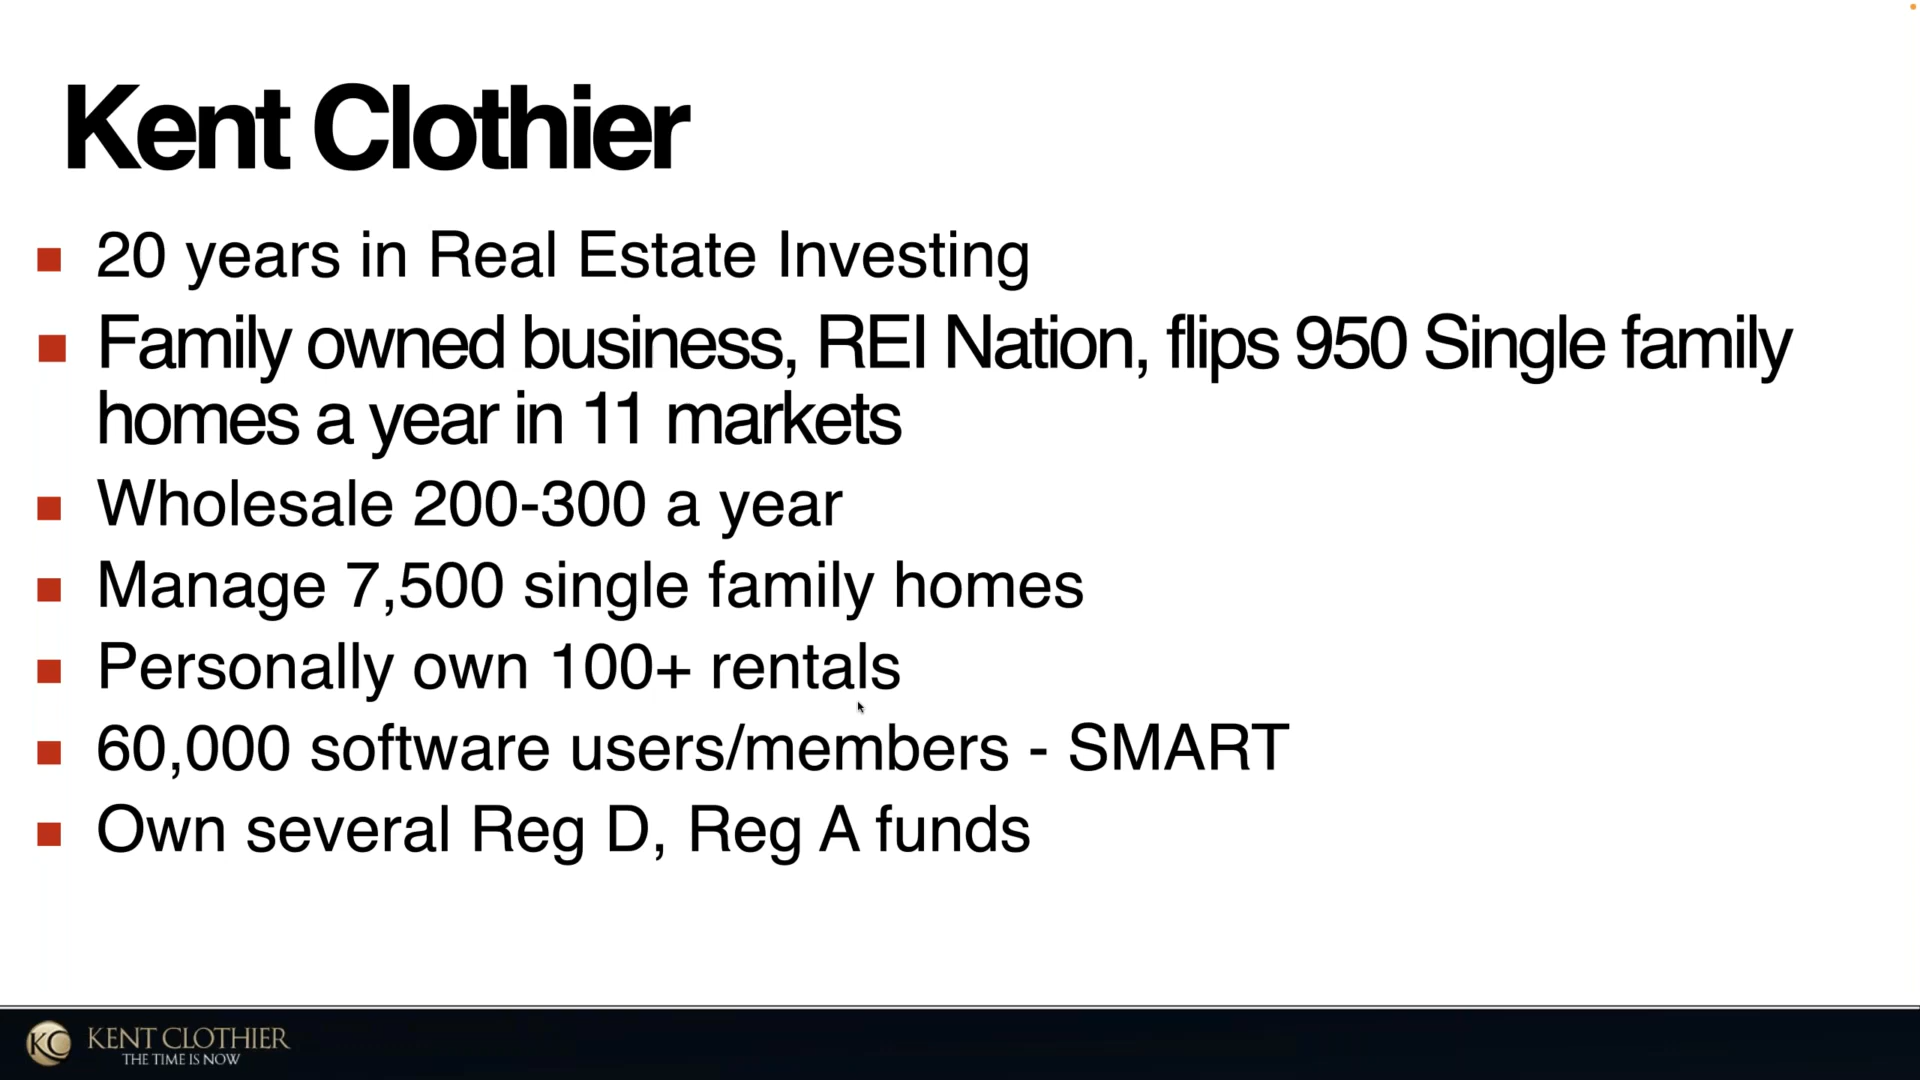 Kent Clothier
20 years in Real Estate Investing
Family owned business, REI Nation, flips 950 Single family
homes a year in 11 markets
Wholesale 200-300 a year
Manage 7,500 single family homes
Personally own 100+ rentals
60,000 software users/members - SMART
Own several Reg D, Reg A funds
KC KENT CLOTHIER
THE TIME IS NOW